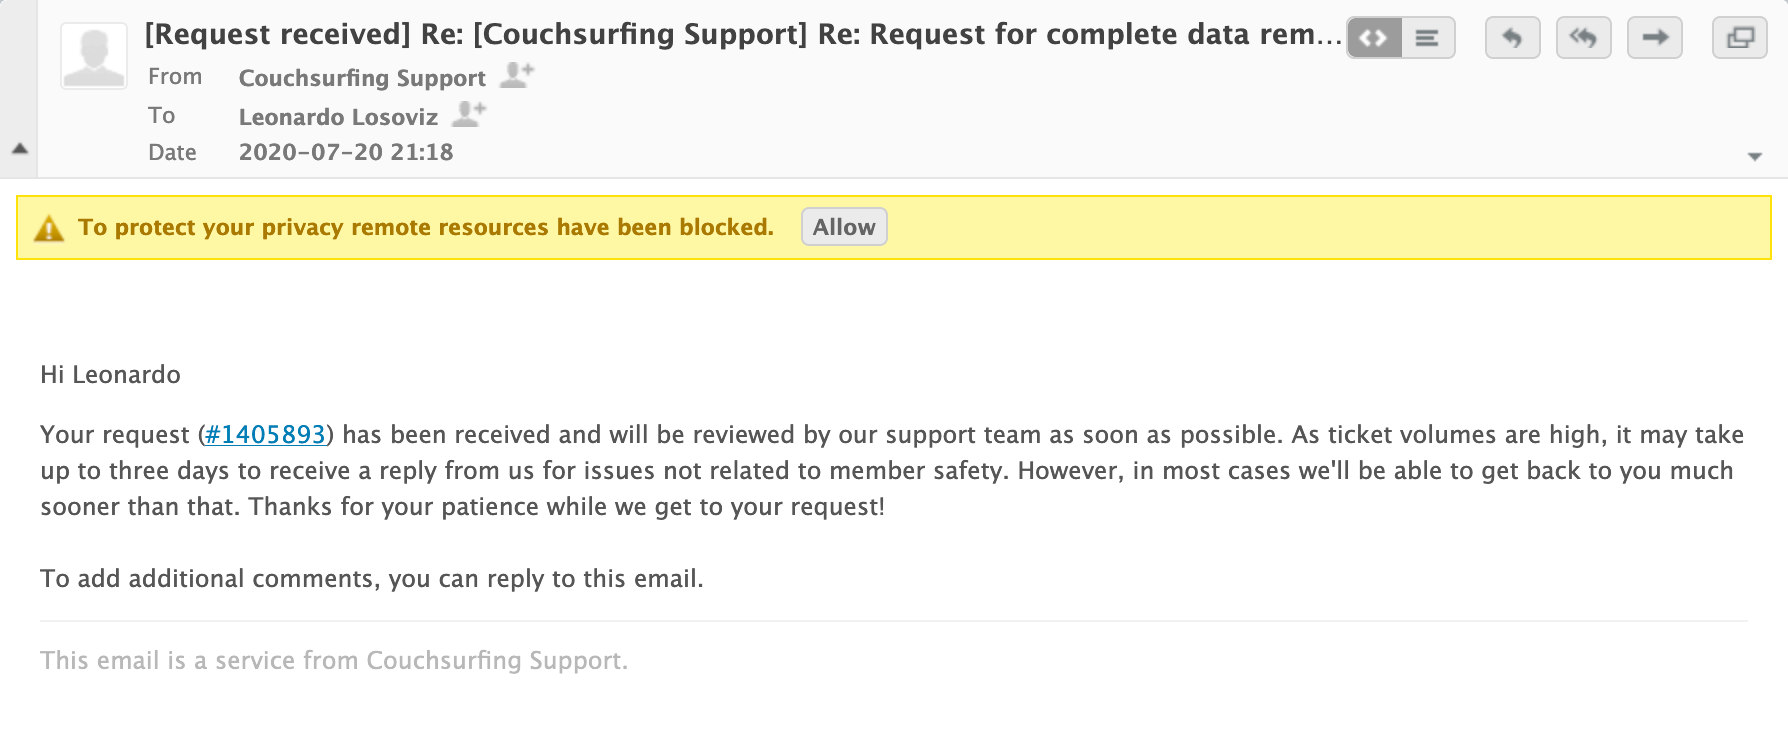 [Request received] Re: [Couchsurfing Support] Re: Request for complete data rem...
From Couchsurfing Support
To Leonardo Losoviz
Date 2020-07-20 21:18
To protect your privacy remote resources have been blocked. Allow
Hi Leonardo
Your request (#1405893) has been received and will be reviewed by our support team as soon as possible. As ticket volumes are high, it may take
up to three days to receive a reply from us for issues not related to member safety. However, in most cases we'll be able to get back to you much
sooner than that. Thanks for your patience while we get to your request!
To add additional comments, you can reply to this email.
This email is a service from Couchsurfing Support.